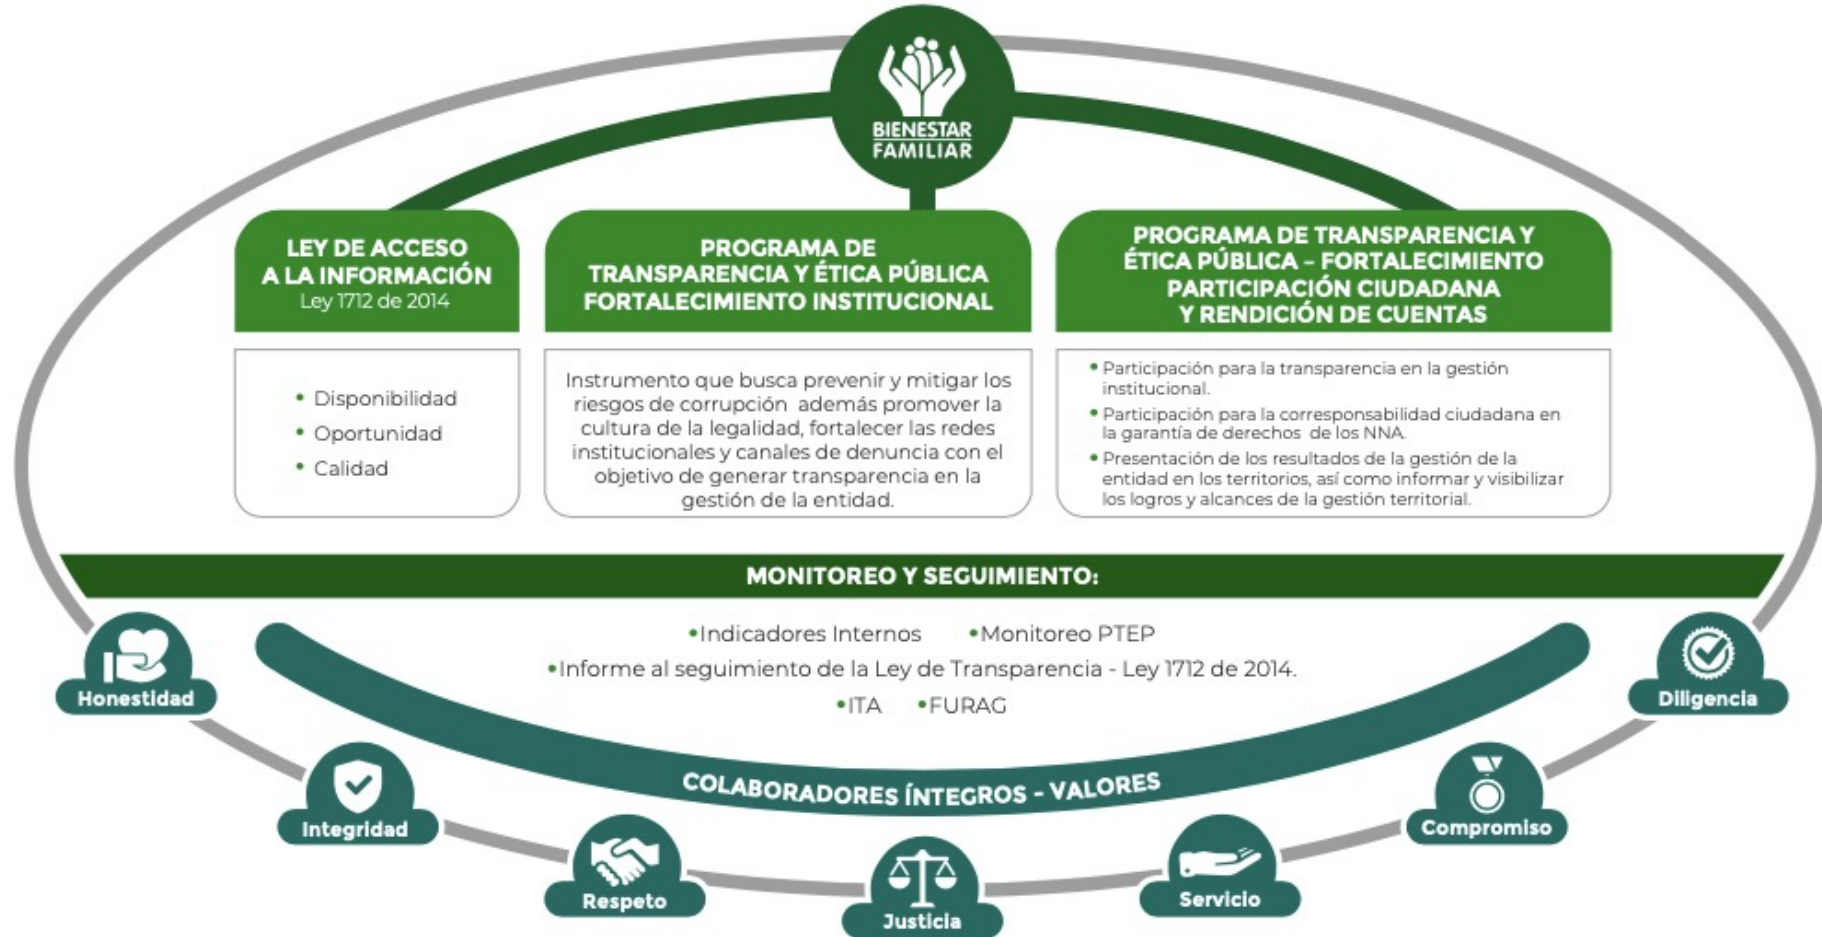 BIENESTAR
FAMILIAR
LEY DE ACCESO
A LA INFORMACIÓN
Ley 1712 de 2014
• Disponibilidad
• Oportunidad
• Calidad
PROGRAMA DE
TRANSPARENCIA Y ÉTICA PÚBLICA
FORTALECIMIENTO INSTITUCIONAL
Instrumento que busca prevenir y mitigar los
riesgos de corrupción además promover la
cultura de la legalidad, fortalecer las redes
institucionales y canales de denuncia con el
objetivo de generar transparencia en la
gestión de la entidad.
PROGRAMA DE TRANSPARENCIA Y
ÉTICA PÚBLICA – FORTALECIMIENTO
PARTICIPACIÓN CIUDADANA
Y RENDICIÓN DE CUENTAS
• Participación para la transparencia en la gestión
institucional.
• Participación para la corresponsabilidad ciudadana en
la garantía de derechos de los NNA.
• Presentación de los resultados de la gestión de la
entidad en los territorios, así como informar y visibilizar
los logros y alcances de la gestión territorial.
MONITOREO Y SEGUIMIENTO:
•Indicadores Internos •Monitoreo PTEP
•Informe al seguimiento de la Ley de Transparencia - Ley 1712 de 2014.
•ITA •FURAG
COLABORADORES ÍNTEGROS - VALORES
Honestidad
Integridad
Respeto
Justicia
Servicio
Compromiso
Diligencia